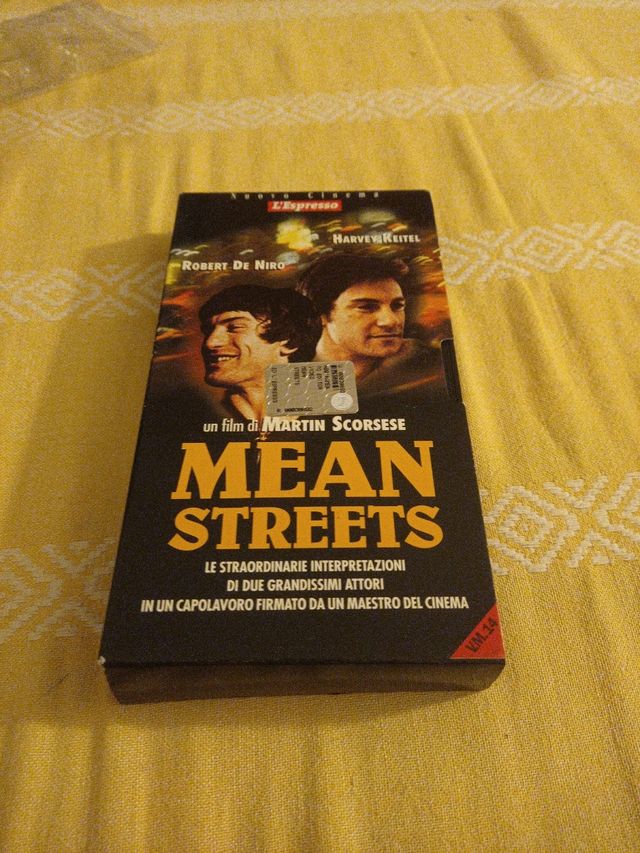 Nuovo Cinema
L'Espresso
HARVEY KEITEL
ROBERT DE NIRO
un film di MARTIN SCORSESE
MEAN
STREETS
LE STRAORDINARIE INTERPRETAZIONI
DI DUE GRANDISSIMI ATTORI
IN UN CAPOLAVORO FIRMATO DA UN MAESTRO DEL CINEMA
V.M.14